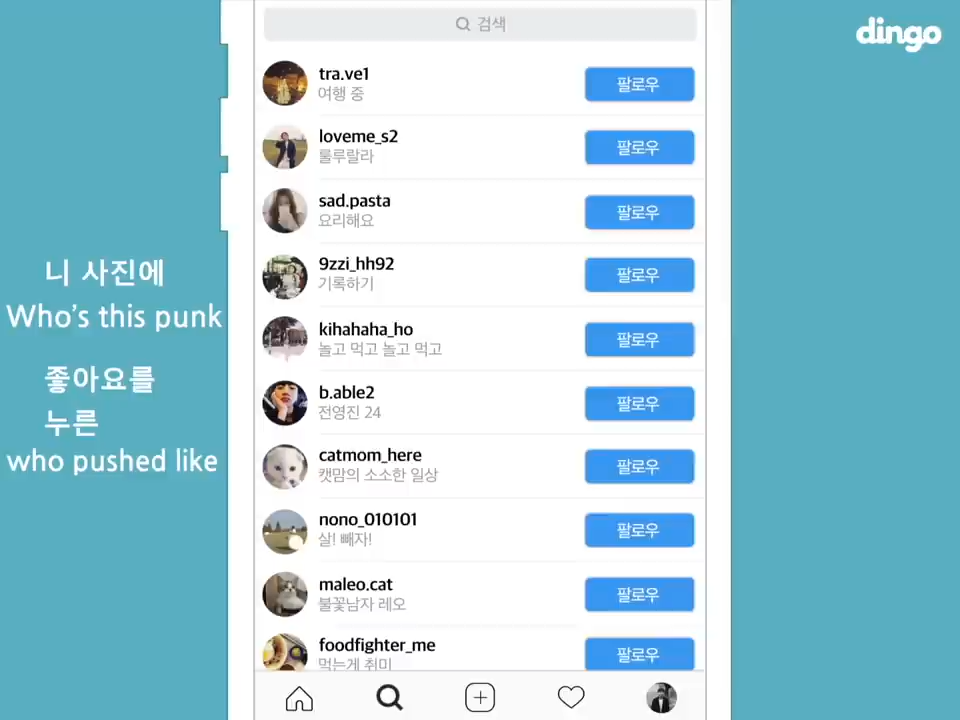 검색
dingo
tra.ve1
여행 중
팔로우
loveme_s2
룰루랄라
팔로우
sad.pasta
요리해요
팔로우
9zzi_hh92
기록하기
팔로우
kihahaha_ho
놀고 먹고 놀고 먹고
팔로우
b.able2
전영진 24
팔로우
catmom_here
캣맘의 소소한 일상
팔로우
nono_010101
살! 빼자!
팔로우
maleo.cat
불꽃남자 레오
팔로우
foodfighter_me
먹는게 취미
팔로우
니 사진에
Who's this punk
좋아요를
누른
who pushed like